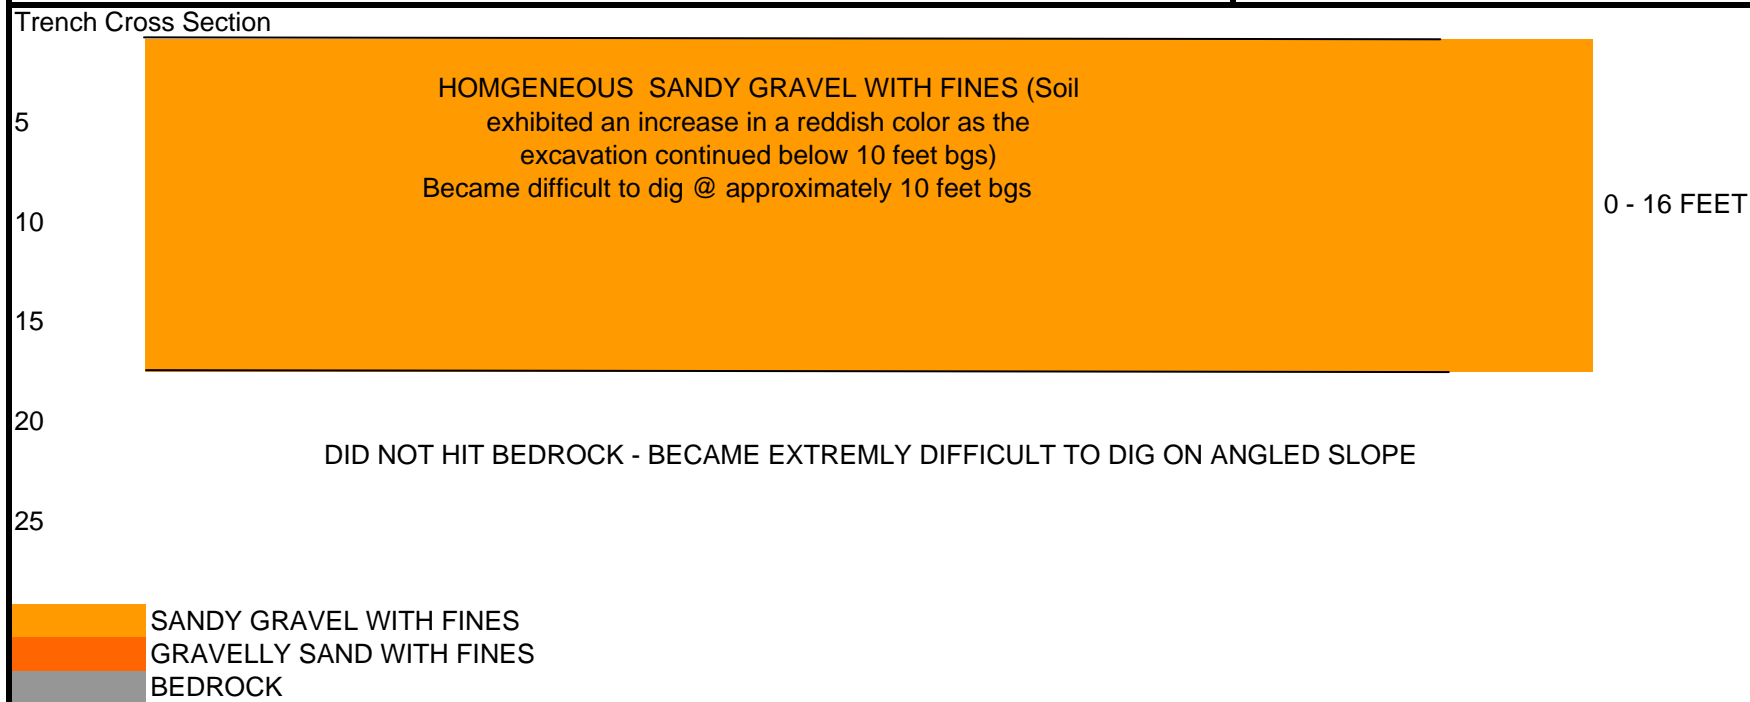 Trench Cross Section
HOMGENEOUS  SANDY GRAVEL WITH FINES (Soil
5
exhibited an increase in a reddish color as the
excavation continued below 10 feet bgs)
Became difficult to dig @ approximately 10 feet bgs
0 - 16 FEET
10
15
20
DID NOT HIT BEDROCK - BECAME EXTREMLY DIFFICULT TO DIG ON ANGLED SLOPE
25
SANDY GRAVEL WITH FINES
GRAVELLY SAND WITH FINES
BEDROCK